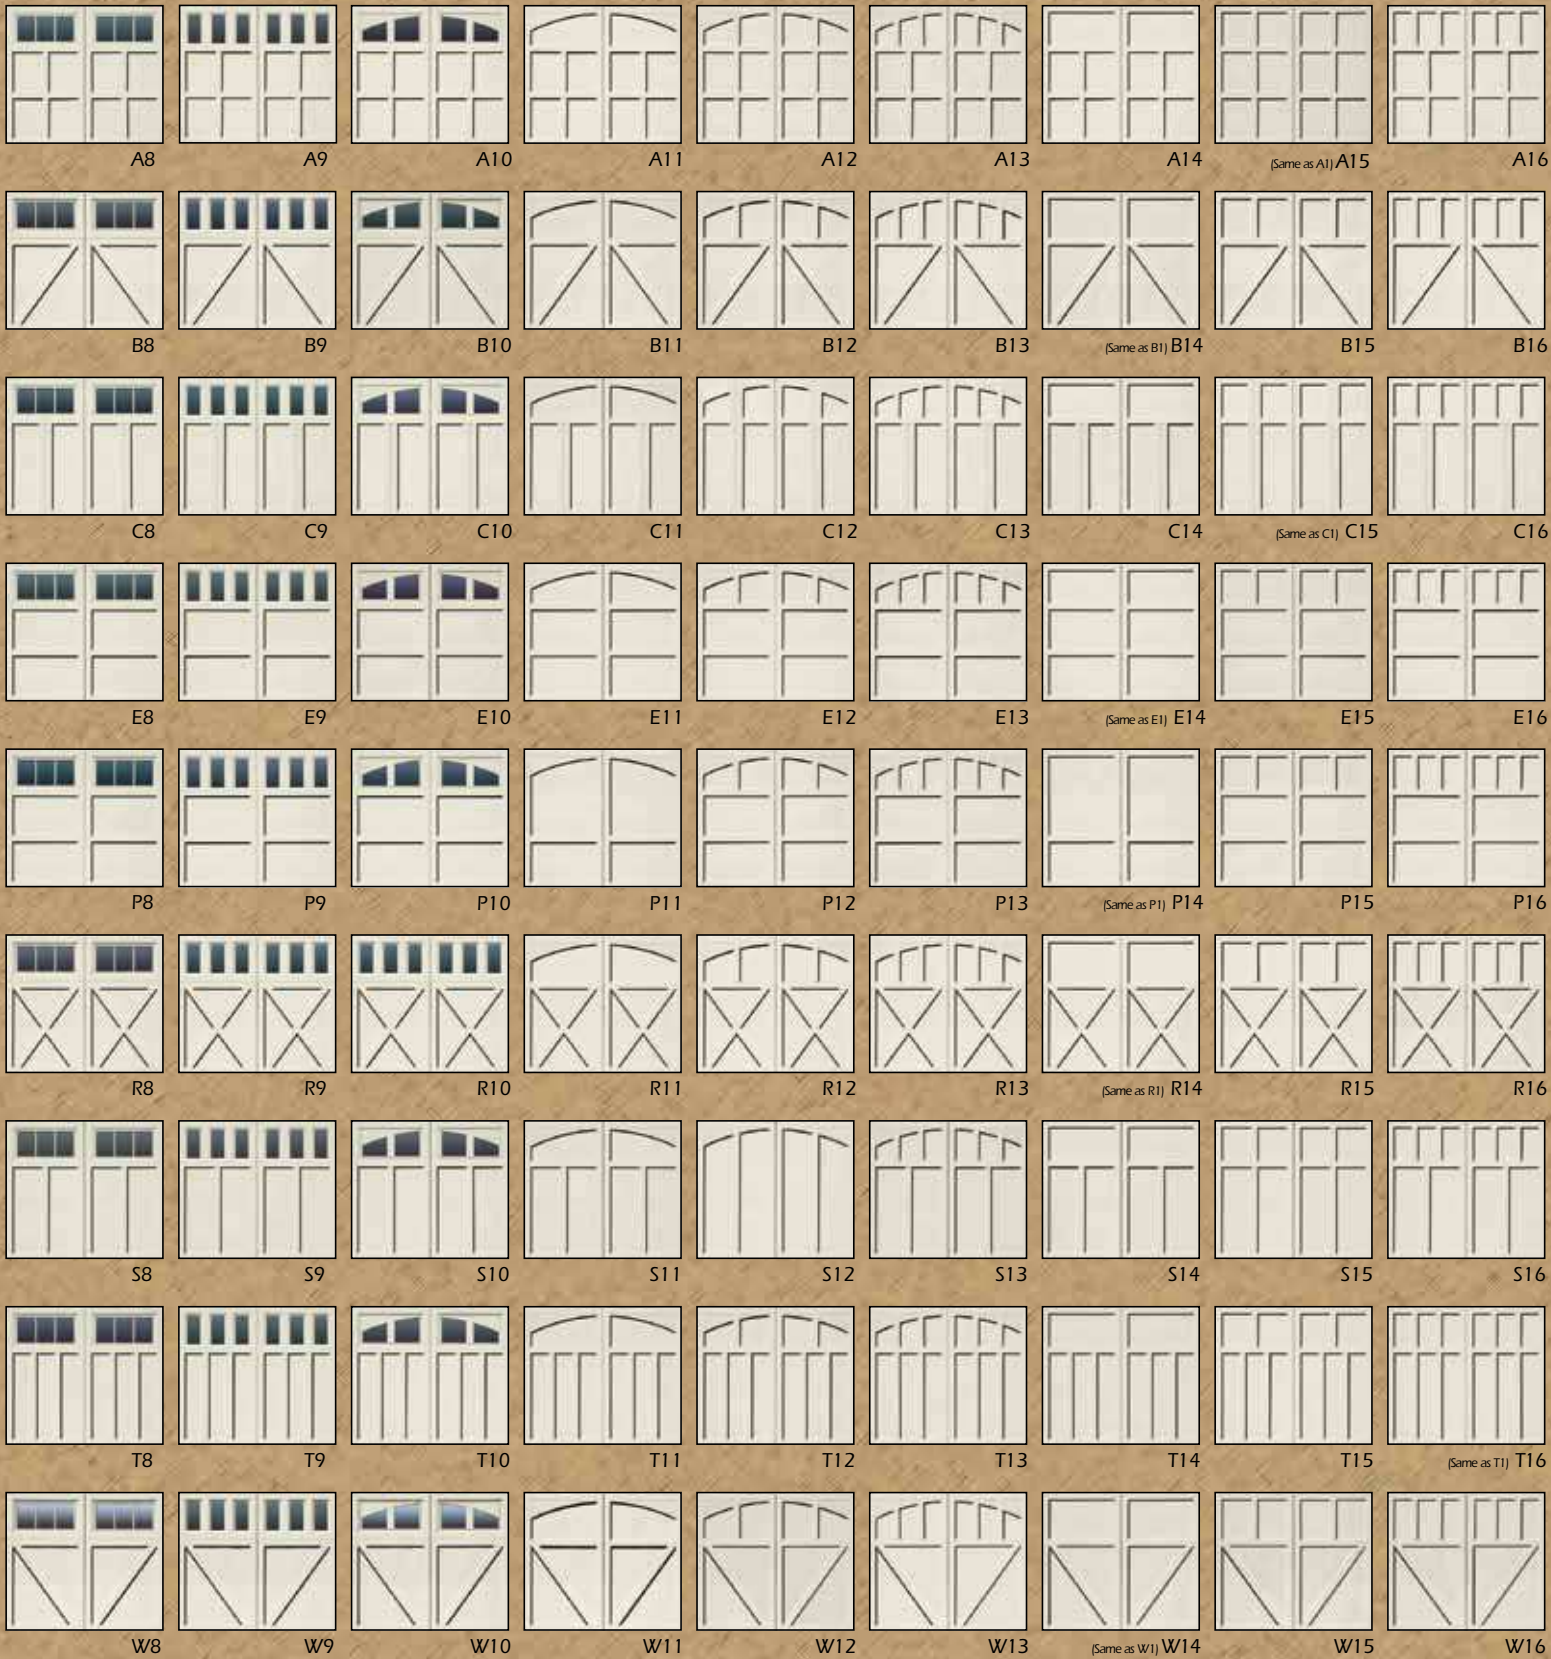 A8 A9 A10 A11 A12 A13 A14 (Same as A1) A15 A16
B8 B9 B10 B11 B12 B13 (Same as B1) B14 B15 B16
C8 C9 C10 C11 C12 C13 C14 (Same as C1) C15 C16
E8 E9 E10 E11 E12 E13 (Same as E1) E14 E15 E16
P8 P9 P10 P11 P12 P13 (Same as P1) P14 P15 P16
R8 R9 R10 R11 R12 R13 (Same as R1) R14 R15 R16
S8 S9 S10 S11 S12 S13 S14 S15 S16
T8 T9 T10 T11 T12 T13 T14 T15 (Same as T1) T16
W8 W9 W10 W11 W12 W13 (Same as W1) W14 W15 W16